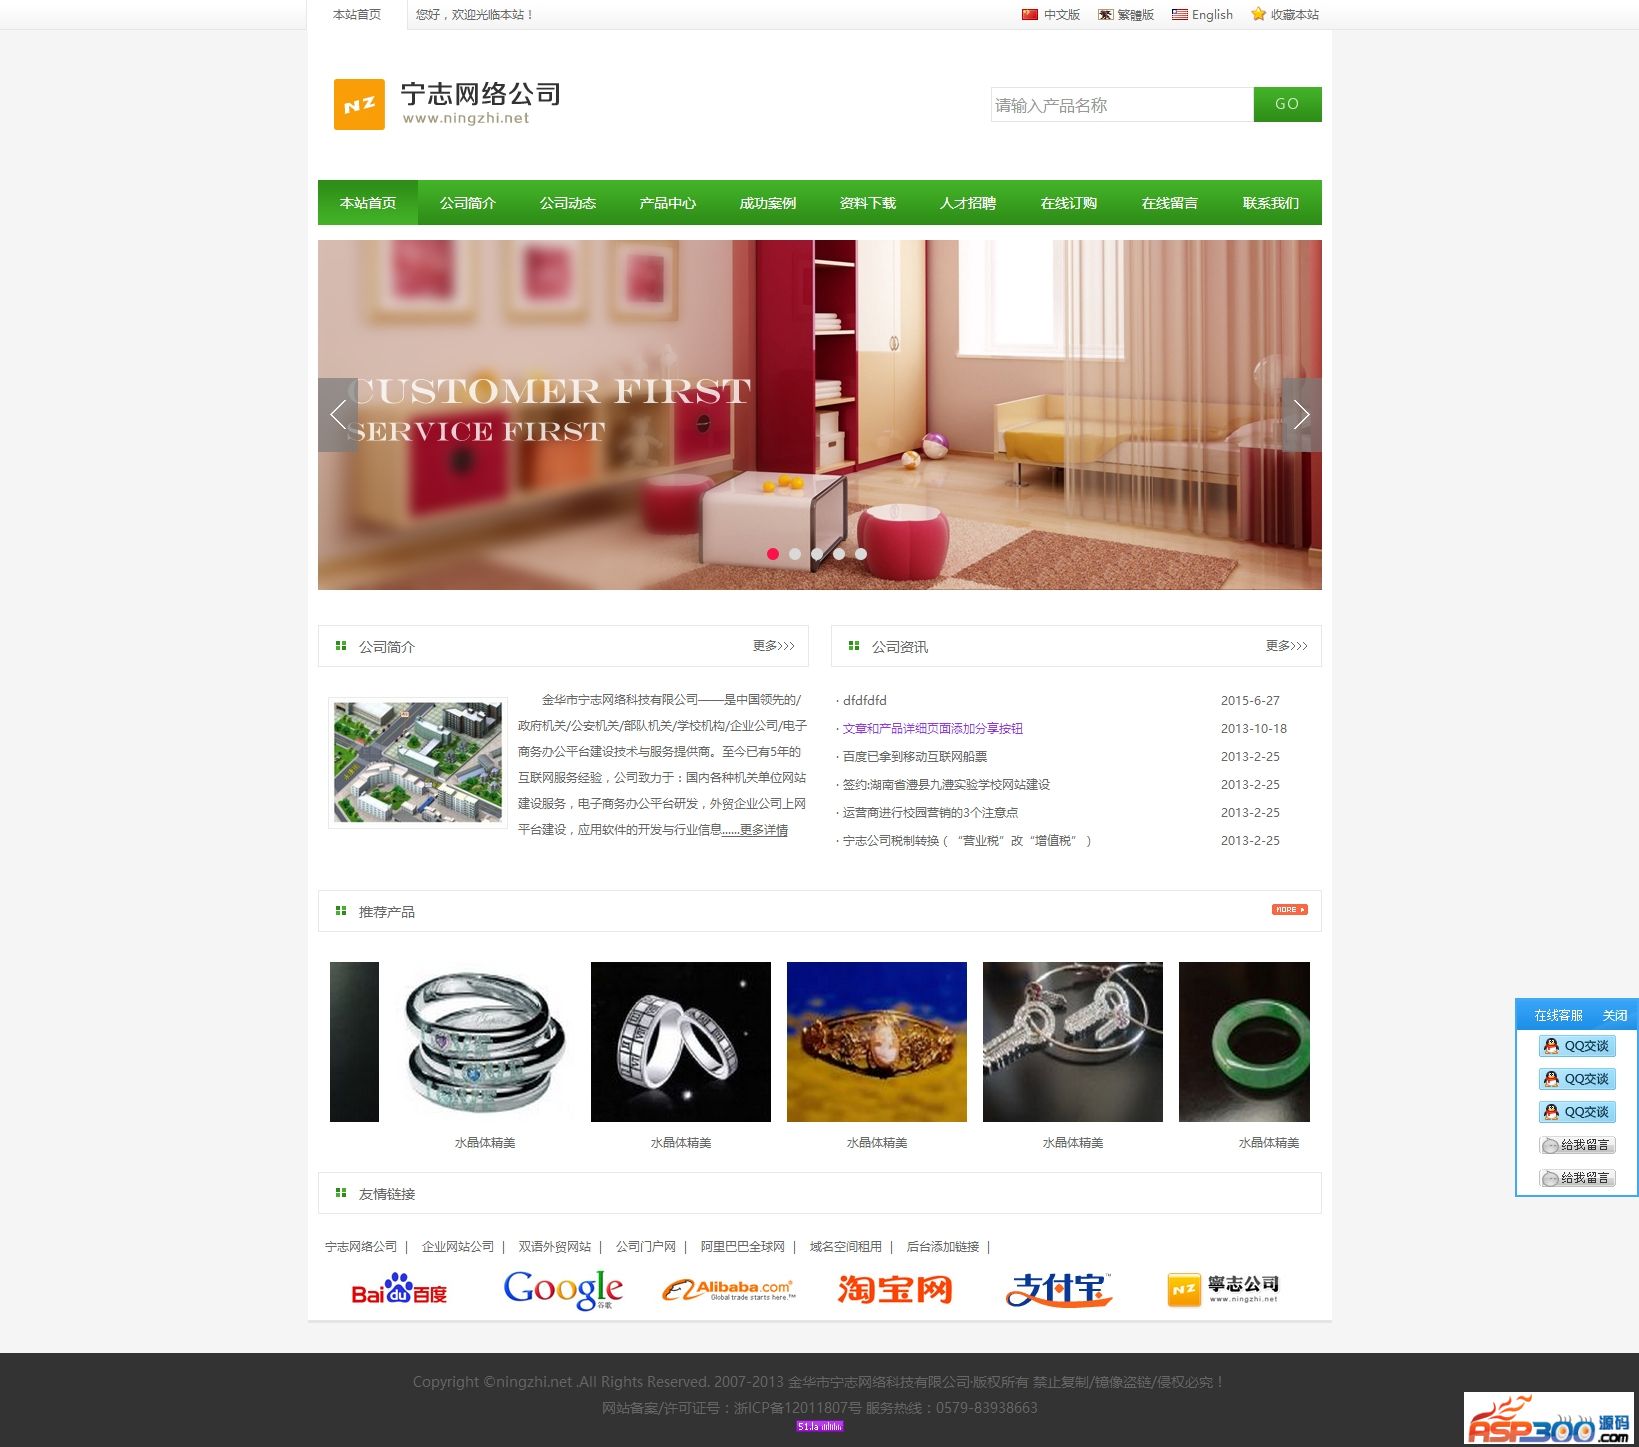 本站首页 您好，欢迎光临本站！ 中文版 繁 繁體版 English 收藏本站
NZ 宁志网络公司
www.ningzhi.net
请输入产品名称 GO
本站首页 公司简介 公司动态 产品中心 成功案例 资料下载 人才招聘 在线订购 在线留言 联系我们
CUSTOMER FIRST
SERVICE FIRST
公司简介 更多>>>
金华市宁志网络科技有限公司——是中国领先的/
政府机关/公安机关/部队机关/学校机构/企业公司/电子
商务办公平台建设技术与服务提供商。至今已有5年的
互联网服务经验，公司致力于：国内各种机关单位网站
建设服务，电子商务办公平台研发，外贸企业公司上网
平台建设，应用软件的开发与行业信息......更多详情
公司资讯 更多>>>
· dfdfdfd 2015-6-27
· 文章和产品详细页面添加分享按钮 2013-10-18
· 百度已拿到移动互联网船票 2013-2-25
· 签约:湖南省澧县九澧实验学校网站建设 2013-2-25
· 运营商进行校园营销的3个注意点 2013-2-25
· 宁志公司税制转换（ “营业税”改“增值税” ） 2013-2-25
推荐产品 MORE
水晶体精美 水晶体精美 水晶体精美 水晶体精美 水晶体精美
在线客服 关闭
QQ交谈
QQ交谈
QQ交谈
给我留言
给我留言
友情链接
宁志网络公司 | 企业网站公司 | 双语外贸网站 | 公司门户网 | 阿里巴巴全球网 | 域名空间租用 | 后台添加链接 |
Bai du 百度 Google 谷歌 Alibaba.com Global trade starts here.™ 淘宝网 支付宝™ NZ 寧志公司 www.ningzhi.net
Copyright ©ningzhi.net .All Rights Reserved. 2007-2013 金华市宁志网络科技有限公司·版权所有 禁止复制/镜像盗链/侵权必究！
网站备案/许可证号：浙ICP备12011807号 服务热线：0579-83938663
51.la
ASP300源码.com